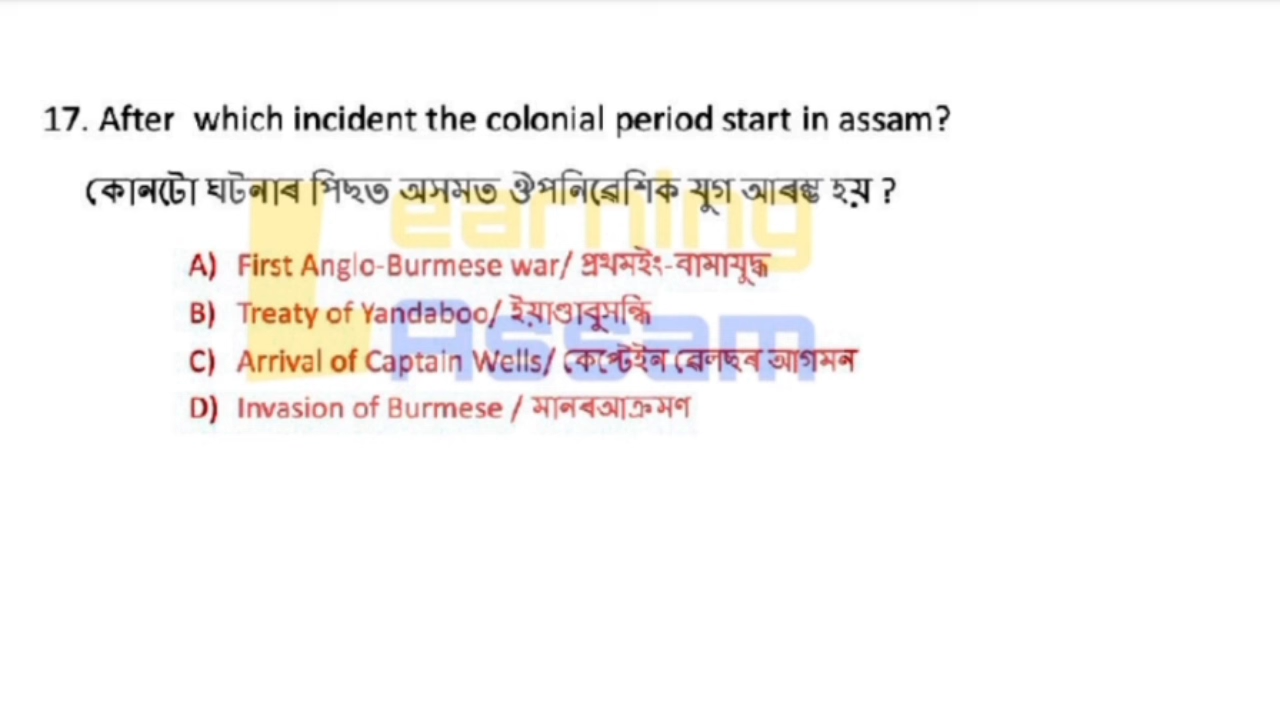 17. After which incident the colonial period start in assam?
কোনটো ঘটনাৰ পিছত অসমত ঔপনিৱেশিক যুগ আৰম্ভ হয় ?
A) First Anglo-Burmese war/ প্ৰথমইং-বাৰ্মাযুদ্ধ
B) Treaty of Yandaboo/ ইয়াণ্ডাবুসন্ধি
C) Arrival of Captain Wells/ কেপ্টেইন ৱেলছৰ আগমন
D) Invasion of Burmese / মানৰআক্ৰমণ
Learning
Assam